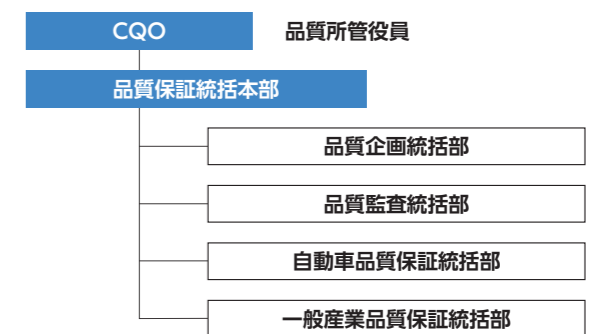 CQO 品質所管役員
品質保証統括本部
品質企画統括部
品質監査統括部
自動車品質保証統括部
一般産業品質保証統括部